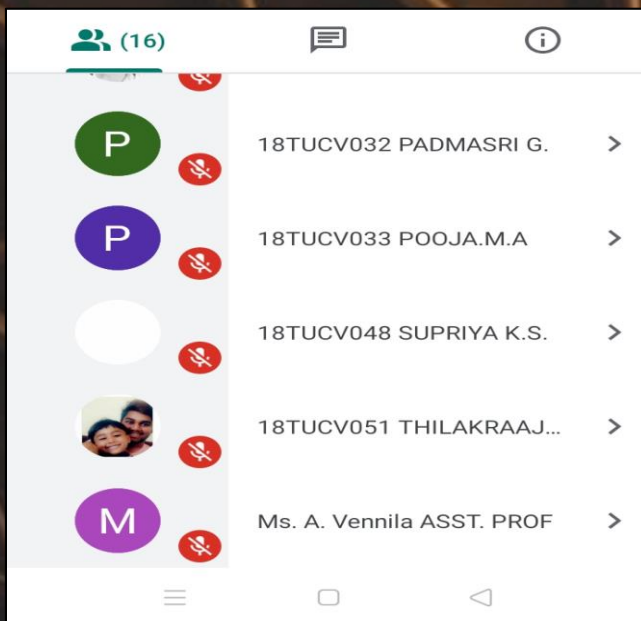 (16)
P
18TUCV032 PADMASRI G.
P
18TUCV033 POOJA.M.A
18TUCV048 SUPRIYA K.S.
18TUCV051 THILAKRAAJ...
M
Ms. A. Vennila ASST. PROF